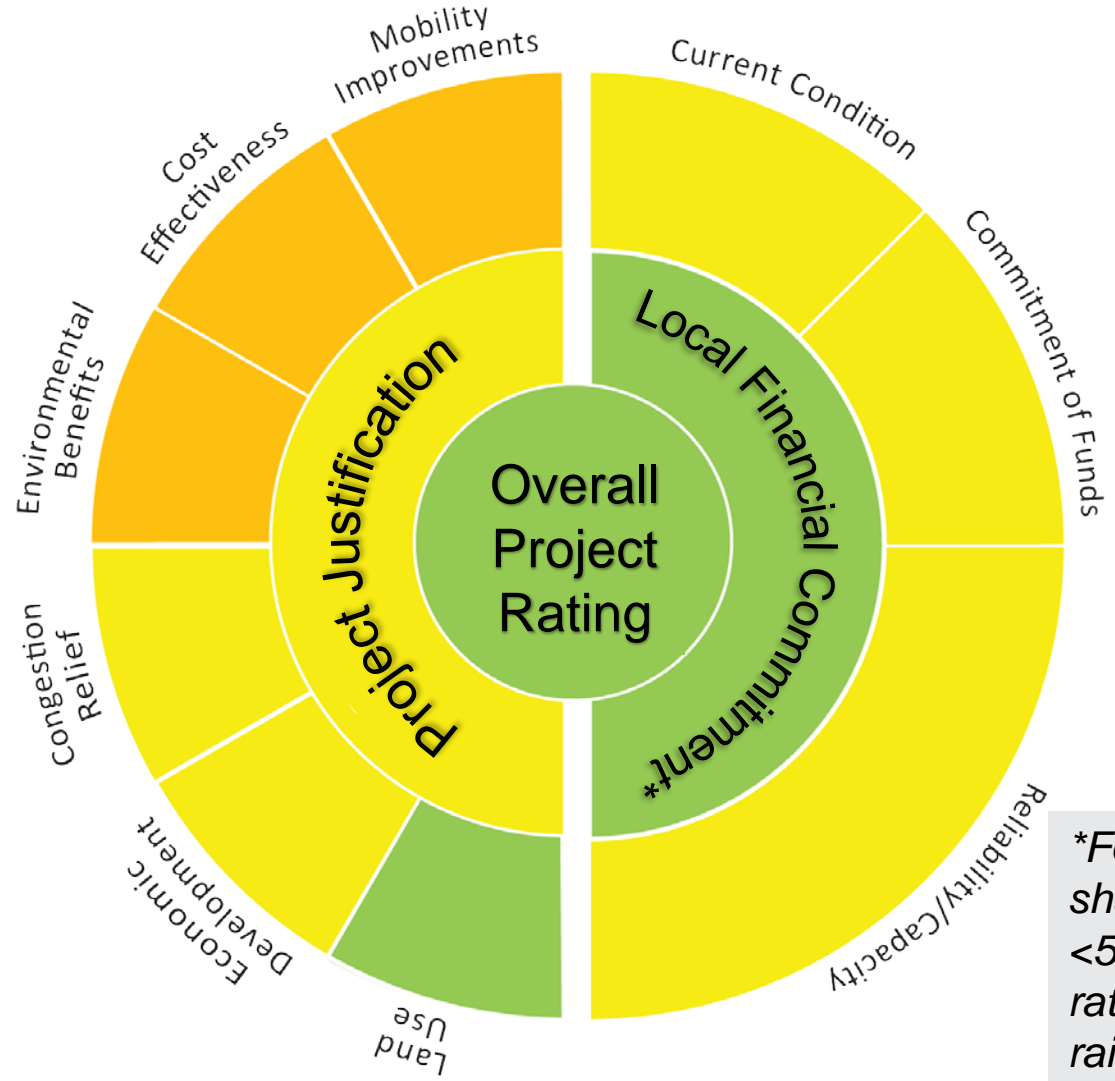 Mobility
Improvements
Cost
Effectiveness
Environmental
Benefits
Congestion
Relief
Economic
Development
Land
Use
Current Condition
Commitment of Funds
Reliability/Capacity
Project Justification
Local Financial Commitment*
Overall
Project
Rating
<5